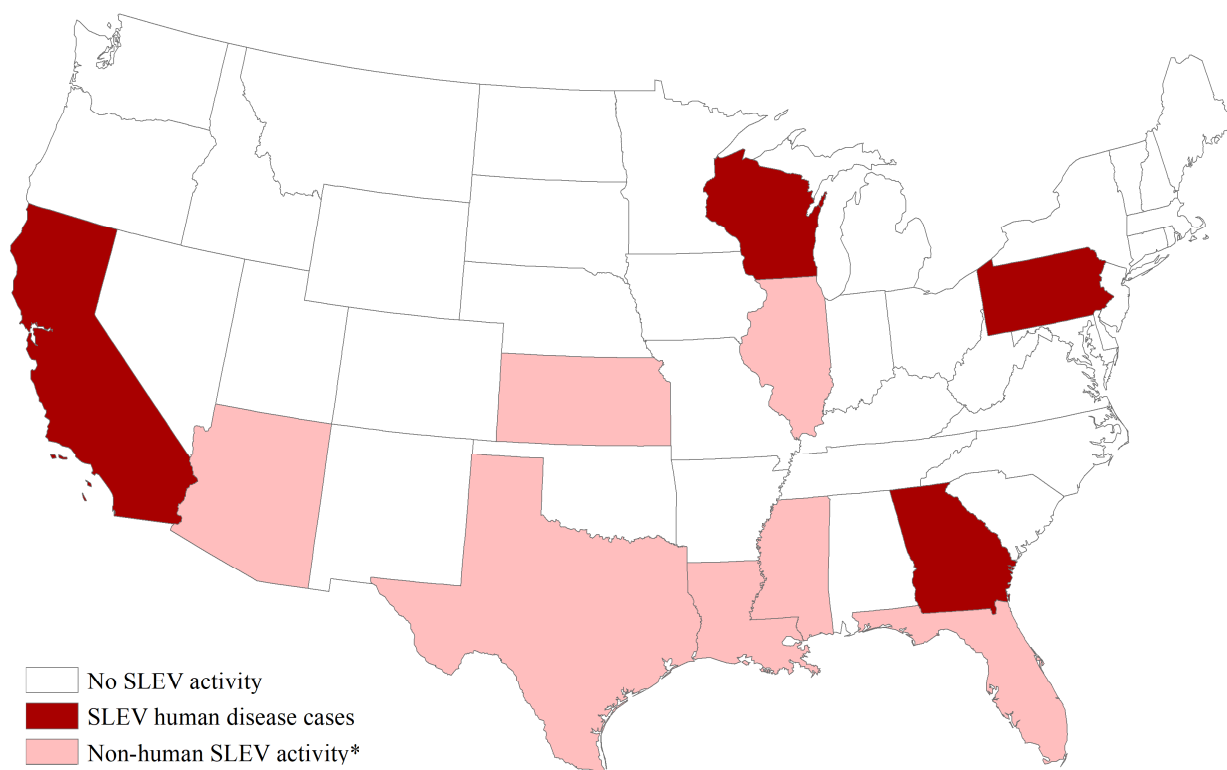 No SLEV activity
SLEV human disease cases
Non-human SLEV activity*